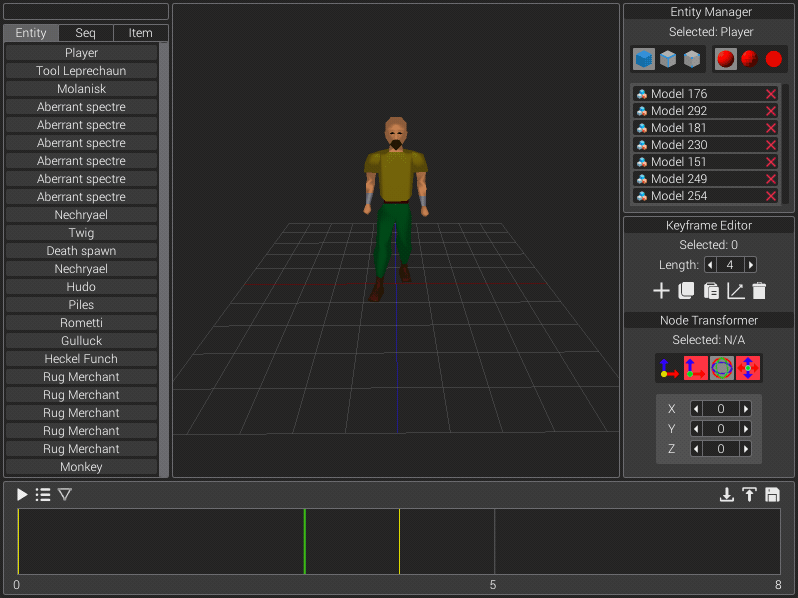 Entity Seq Item
Player
Tool Leprechaun
Molanisk
Aberrant spectre
Aberrant spectre
Aberrant spectre
Aberrant spectre
Aberrant spectre
Aberrant spectre
Nechryael
Twig
Death spawn
Nechryael
Hudo
Piles
Rometti
Gulluck
Heckel Funch
Rug Merchant
Rug Merchant
Rug Merchant
Rug Merchant
Rug Merchant
Monkey
Entity Manager
Selected: Player
Model 176
Model 292
Model 181
Model 230
Model 151
Model 249
Model 254
Keyframe Editor
Selected: 0
Length: 4
Node Transformer
Selected: N/A
X 0
Y 0
Z 0
0 5 8